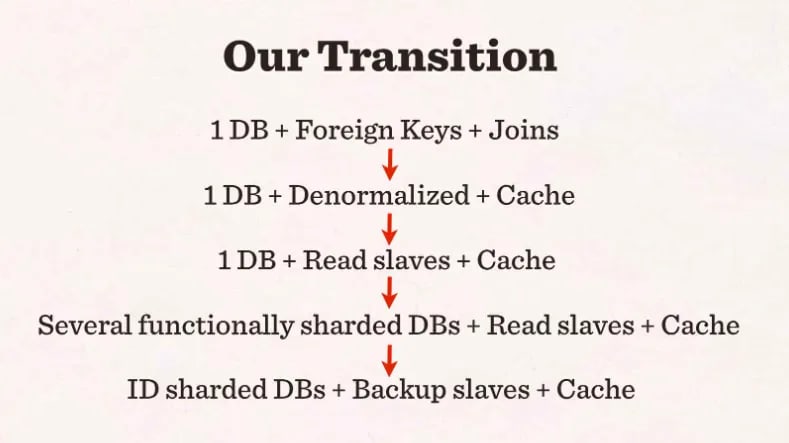 Our Transition
1 DB + Foreign Keys + Joins
1 DB + Denormalized + Cache
1 DB + Read slaves + Cache
Several functionally sharded DBs + Read slaves + Cache
ID sharded DBs + Backup slaves + Cache